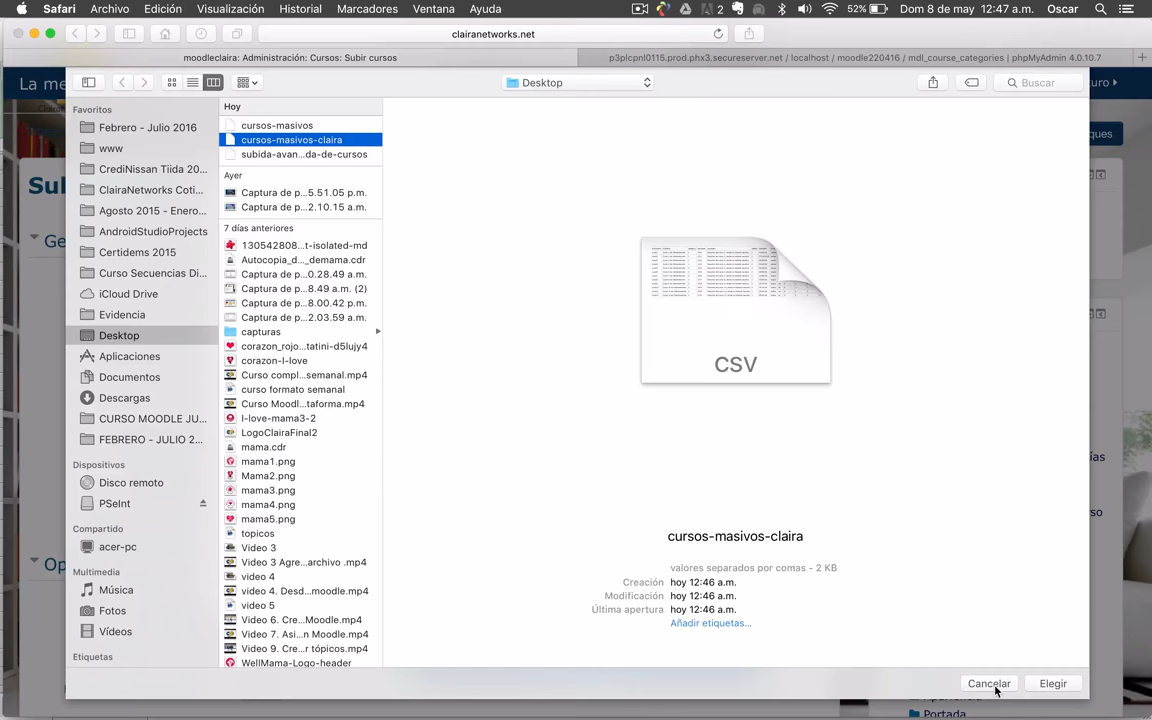 Safari Archivo Edición Visualización Historial Marcadores Ventana Ayuda 2 52% Dom 8 de may 12:47 a.m. Oscar
clairanetworks.net
moodleclaira: Administración: Cursos: Subir cursos
p3plcpnl0115.prod.phx3.secureserver.net / localhost / moodle220416 / mdl_course_categories | phpMyAdmin 4.0.10.7
La me
Desktop
Buscar
Favoritos
Febrero - Julio 2016
www
CrediNissan Tiida 20...
ClairaNetworks Coti...
Agosto 2015 - Enero...
AndroidStudioProjects
Certidems 2015
Curso Secuencias Di...
iCloud Drive
Evidencia
Desktop
Aplicaciones
Documentos
Descargas
CURSO MOODLE JU...
FEBRERO - JULIO 2...
Dispositivos
Disco remoto
PSeInt
Compartido
acer-pc
Multimedia
Música
Fotos
Vídeos
Etiquetas
Hoy
cursos-masivos
cursos-masivos-claira
subida-avan...da-de-cursos
Ayer
Captura de p...5.51.05 p.m.
Captura de p...2.10.15 a.m.
7 días anteriores
130542808...t-isolated-md
Autocopia_d..._demama.cdr
Captura de p...0.28.49 a.m.
Captura de p...8.49 a.m. (2)
Captura de p...8.00.42 p.m.
Captura de p...2.03.59 a.m.
capturas
corazon_rojo...tatini-d5lujy4
corazon-I-love
Curso compl...semanal.mp4
curso formato semanal
Curso Moodl...taforma.mp4
I-love-mama3-2
LogoClairaFinal2
mama.cdr
mama1.png
Mama2.png
mama3.png
mama4.png
mama5.png
topicos
Video 3
Video 3 Agre...archivo .mp4
video 4
video 4. Desd...moodle.mp4
video 5
Video 6. Cre...Moodle.mp4
Video 7. Asi...n Moodle.mp4
Video 9. Cre...r tópicos.mp4
WellMama-Logo-header
CSV
cursos-masivos-claira
valores separados por comas - 2 KB
Creación hoy 12:46 a.m.
Modificación hoy 12:46 a.m.
Última apertura hoy 12:46 a.m.
Añadir etiquetas...
Cancelar Elegir
Sul
Ge
Op
uro
ques
ías
so
Portada